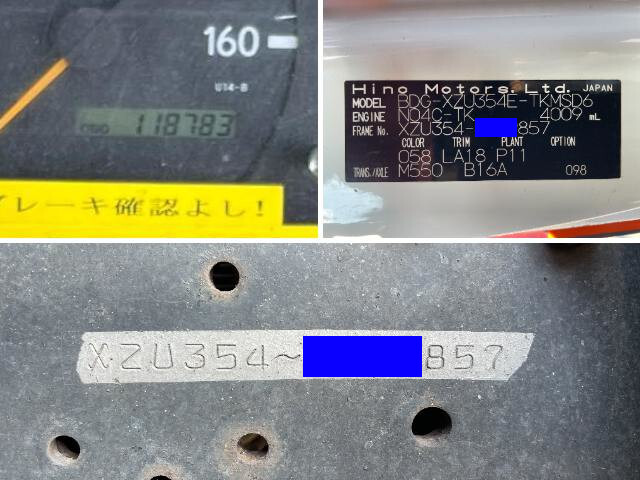 160
U14-B
ODO 118783
ブレーキ確認よし!
Hino Motors, Ltd. JAPAN
MODEL BDG-XZU354E-TKMSD6
ENGINE N04C-TK 4009 mL
FRAME No. XZU354- 857
COLOR TRIM PLANT OPTION
058 LA18 P11
TRANS./AXLE M550 B16A 098
XZU354~ 857